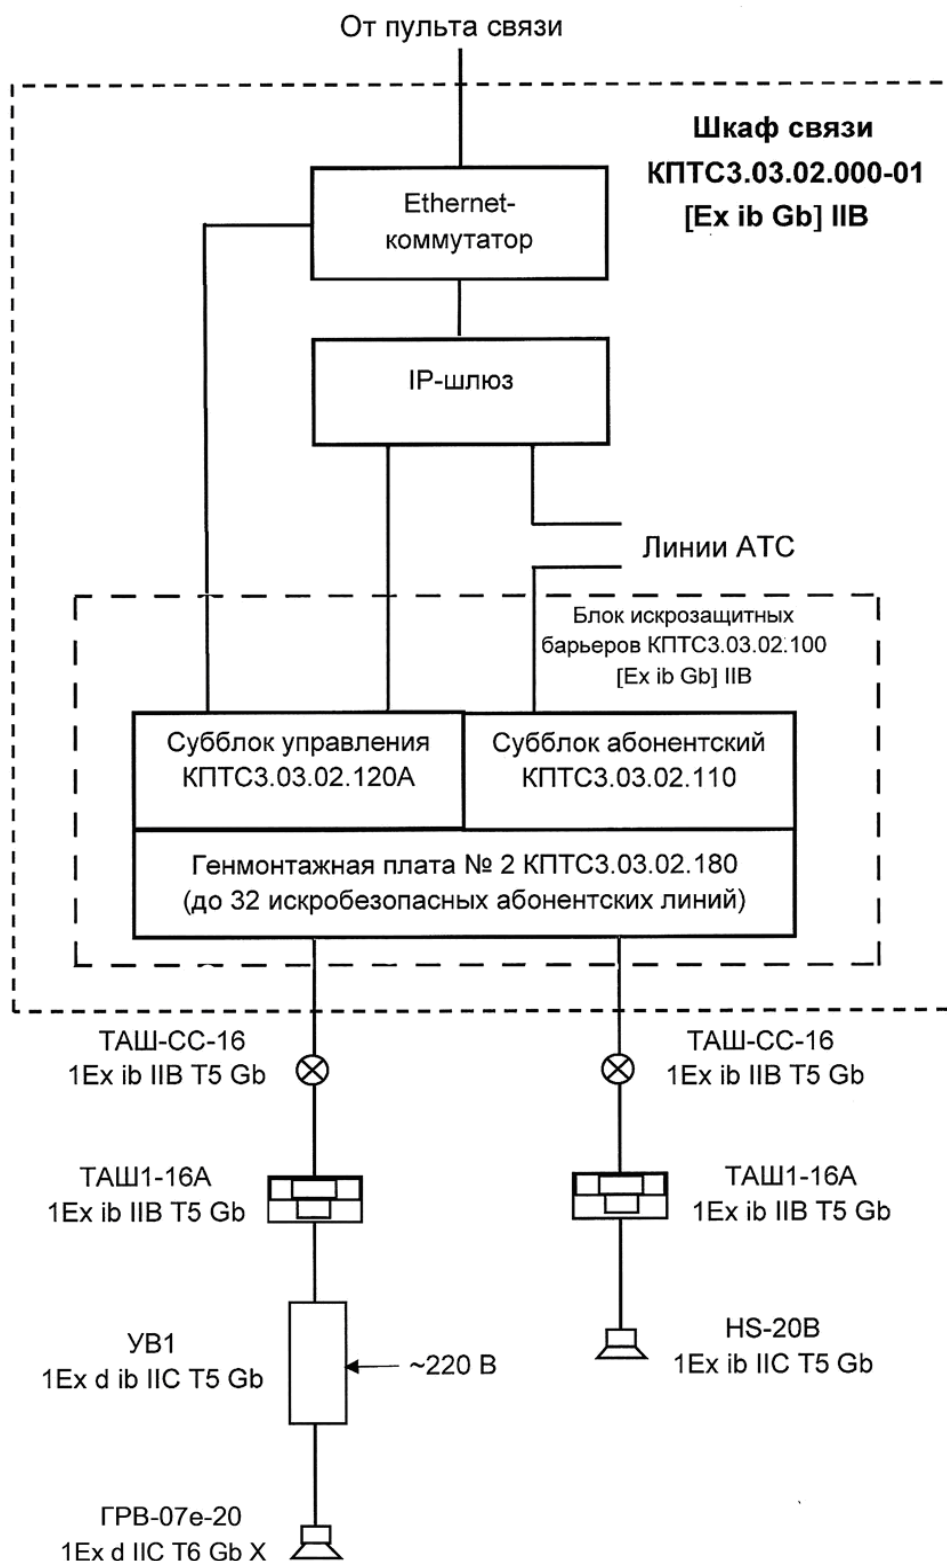 От пульта связи
Шкаф связи
КПТС3.03.02.000-01
[Ex ib Gb] IIB
Ethernet-
коммутатор
IP-шлюз
Линии АТС
Блок искрозащитных
барьеров КПТС3.03.02.100
[Ex ib Gb] IIB
Субблок управления
КПТС3.03.02.120А
Субблок абонентский
КПТС3.03.02.110
Генмонтажная плата № 2 КПТС3.03.02.180
(до 32 искробезопасных абонентских линий)
ТАШ-СС-16
1Ex ib IIB T5 Gb
ТАШ-СС-16
1Ex ib IIB T5 Gb
ТАШ1-16А
1Ex ib IIB T5 Gb
ТАШ1-16А
1Ex ib IIB T5 Gb
УВ1
1Ex d ib IIC T5 Gb
~220 В
HS-20В
1Ex ib IIC T5 Gb
ГРВ-07е-20
1Ex d IIC T6 Gb X